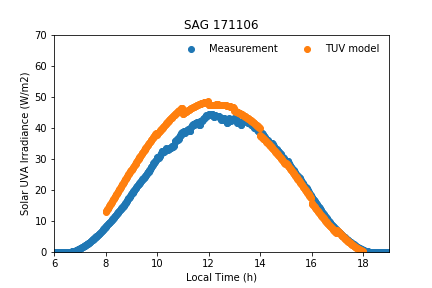 SAG 171106
Measurement TUV model
Solar UVA Irradiance (W/m2)
70
60
50
40
30
20
10
0
6 8 10 12 14 16 18
Local Time (h)